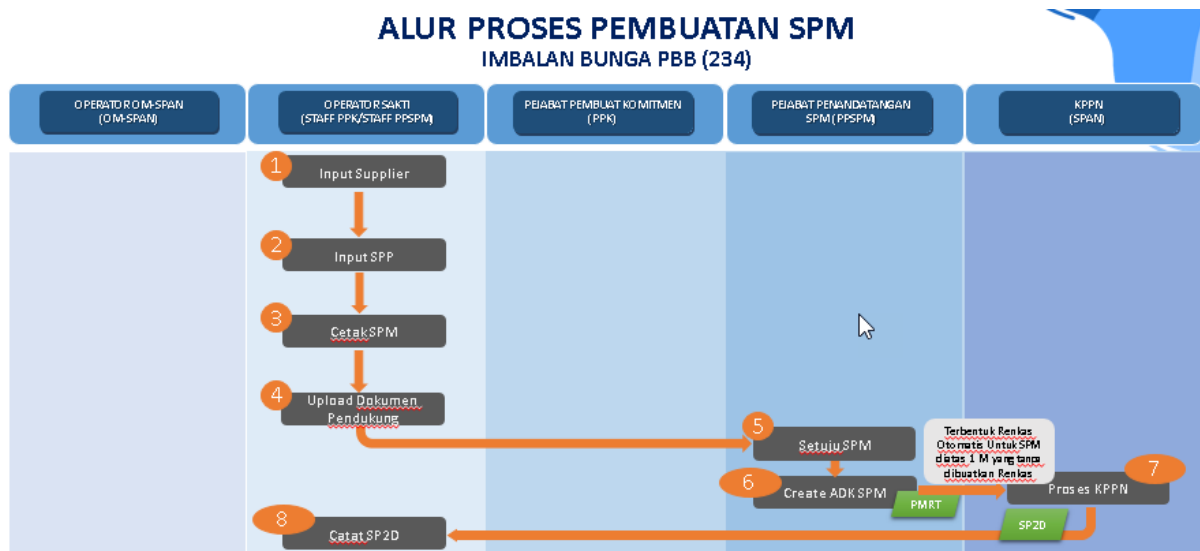 ALUR PROSES PEMBUATAN SPM
IMBALAN BUNGA PBB (234)
OPERATOR OM-SPAN
(OM-SPAN)
OPERATOR SAKTI
(STAFF PPK/STAFF PPSPM)
PEJABAT PEMBUAT KOMITMEN
(PPK)
PEJABAT PENANDATANGAN
SPM (PPSPM)
KPPN
(SPAN)
1
Input Supplier
2
Input SPP
3
Cetak SPM
4
Upload Dokumen
Pendukung
5
Setuju SPM
6
Create ADK SPM
PMRT
Terbentuk Renkas
Otomatis Untuk SPM
diatas 1 M yang tanpa
dibuatkan Renkas
7
Proses KPPN
SP2D
8
Catat SP2D